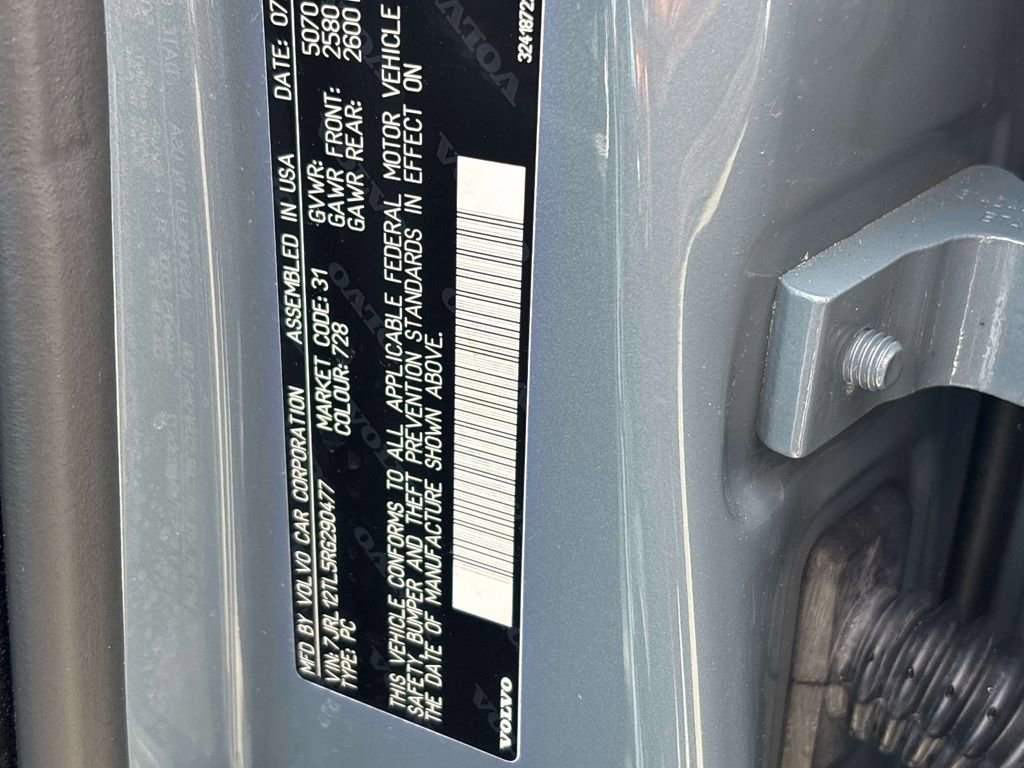 MFD BY VOLVO CAR CORPORATION ASSEMBLED IN USA DATE: 07
VIN: 7JRL12TL5RG290477 GVWR: 5070
TYPE: PC MARKET CODE: 31 GAWR FRONT: 2580
COLOUR: 728 GAWR REAR: 2600
THIS VEHICLE CONFORMS TO ALL APPLICABLE FEDERAL MOTOR VEHICLE
SAFETY, BUMPER AND THEFT PREVENTION STANDARDS IN EFFECT ON
THE DATE OF MANUFACTURE SHOWN ABOVE.
VOLVO
3241872